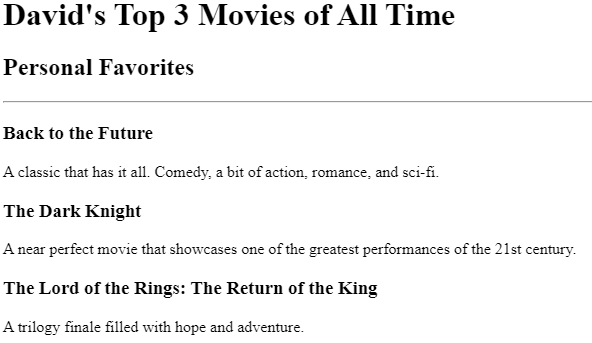 David's Top 3 Movies of All Time
Personal Favorites
Back to the Future
A classic that has it all. Comedy, a bit of action, romance, and sci-fi.
The Dark Knight
A near perfect movie that showcases one of the greatest performances of the 21st century.
The Lord of the Rings: The Return of the King
A trilogy finale filled with hope and adventure.